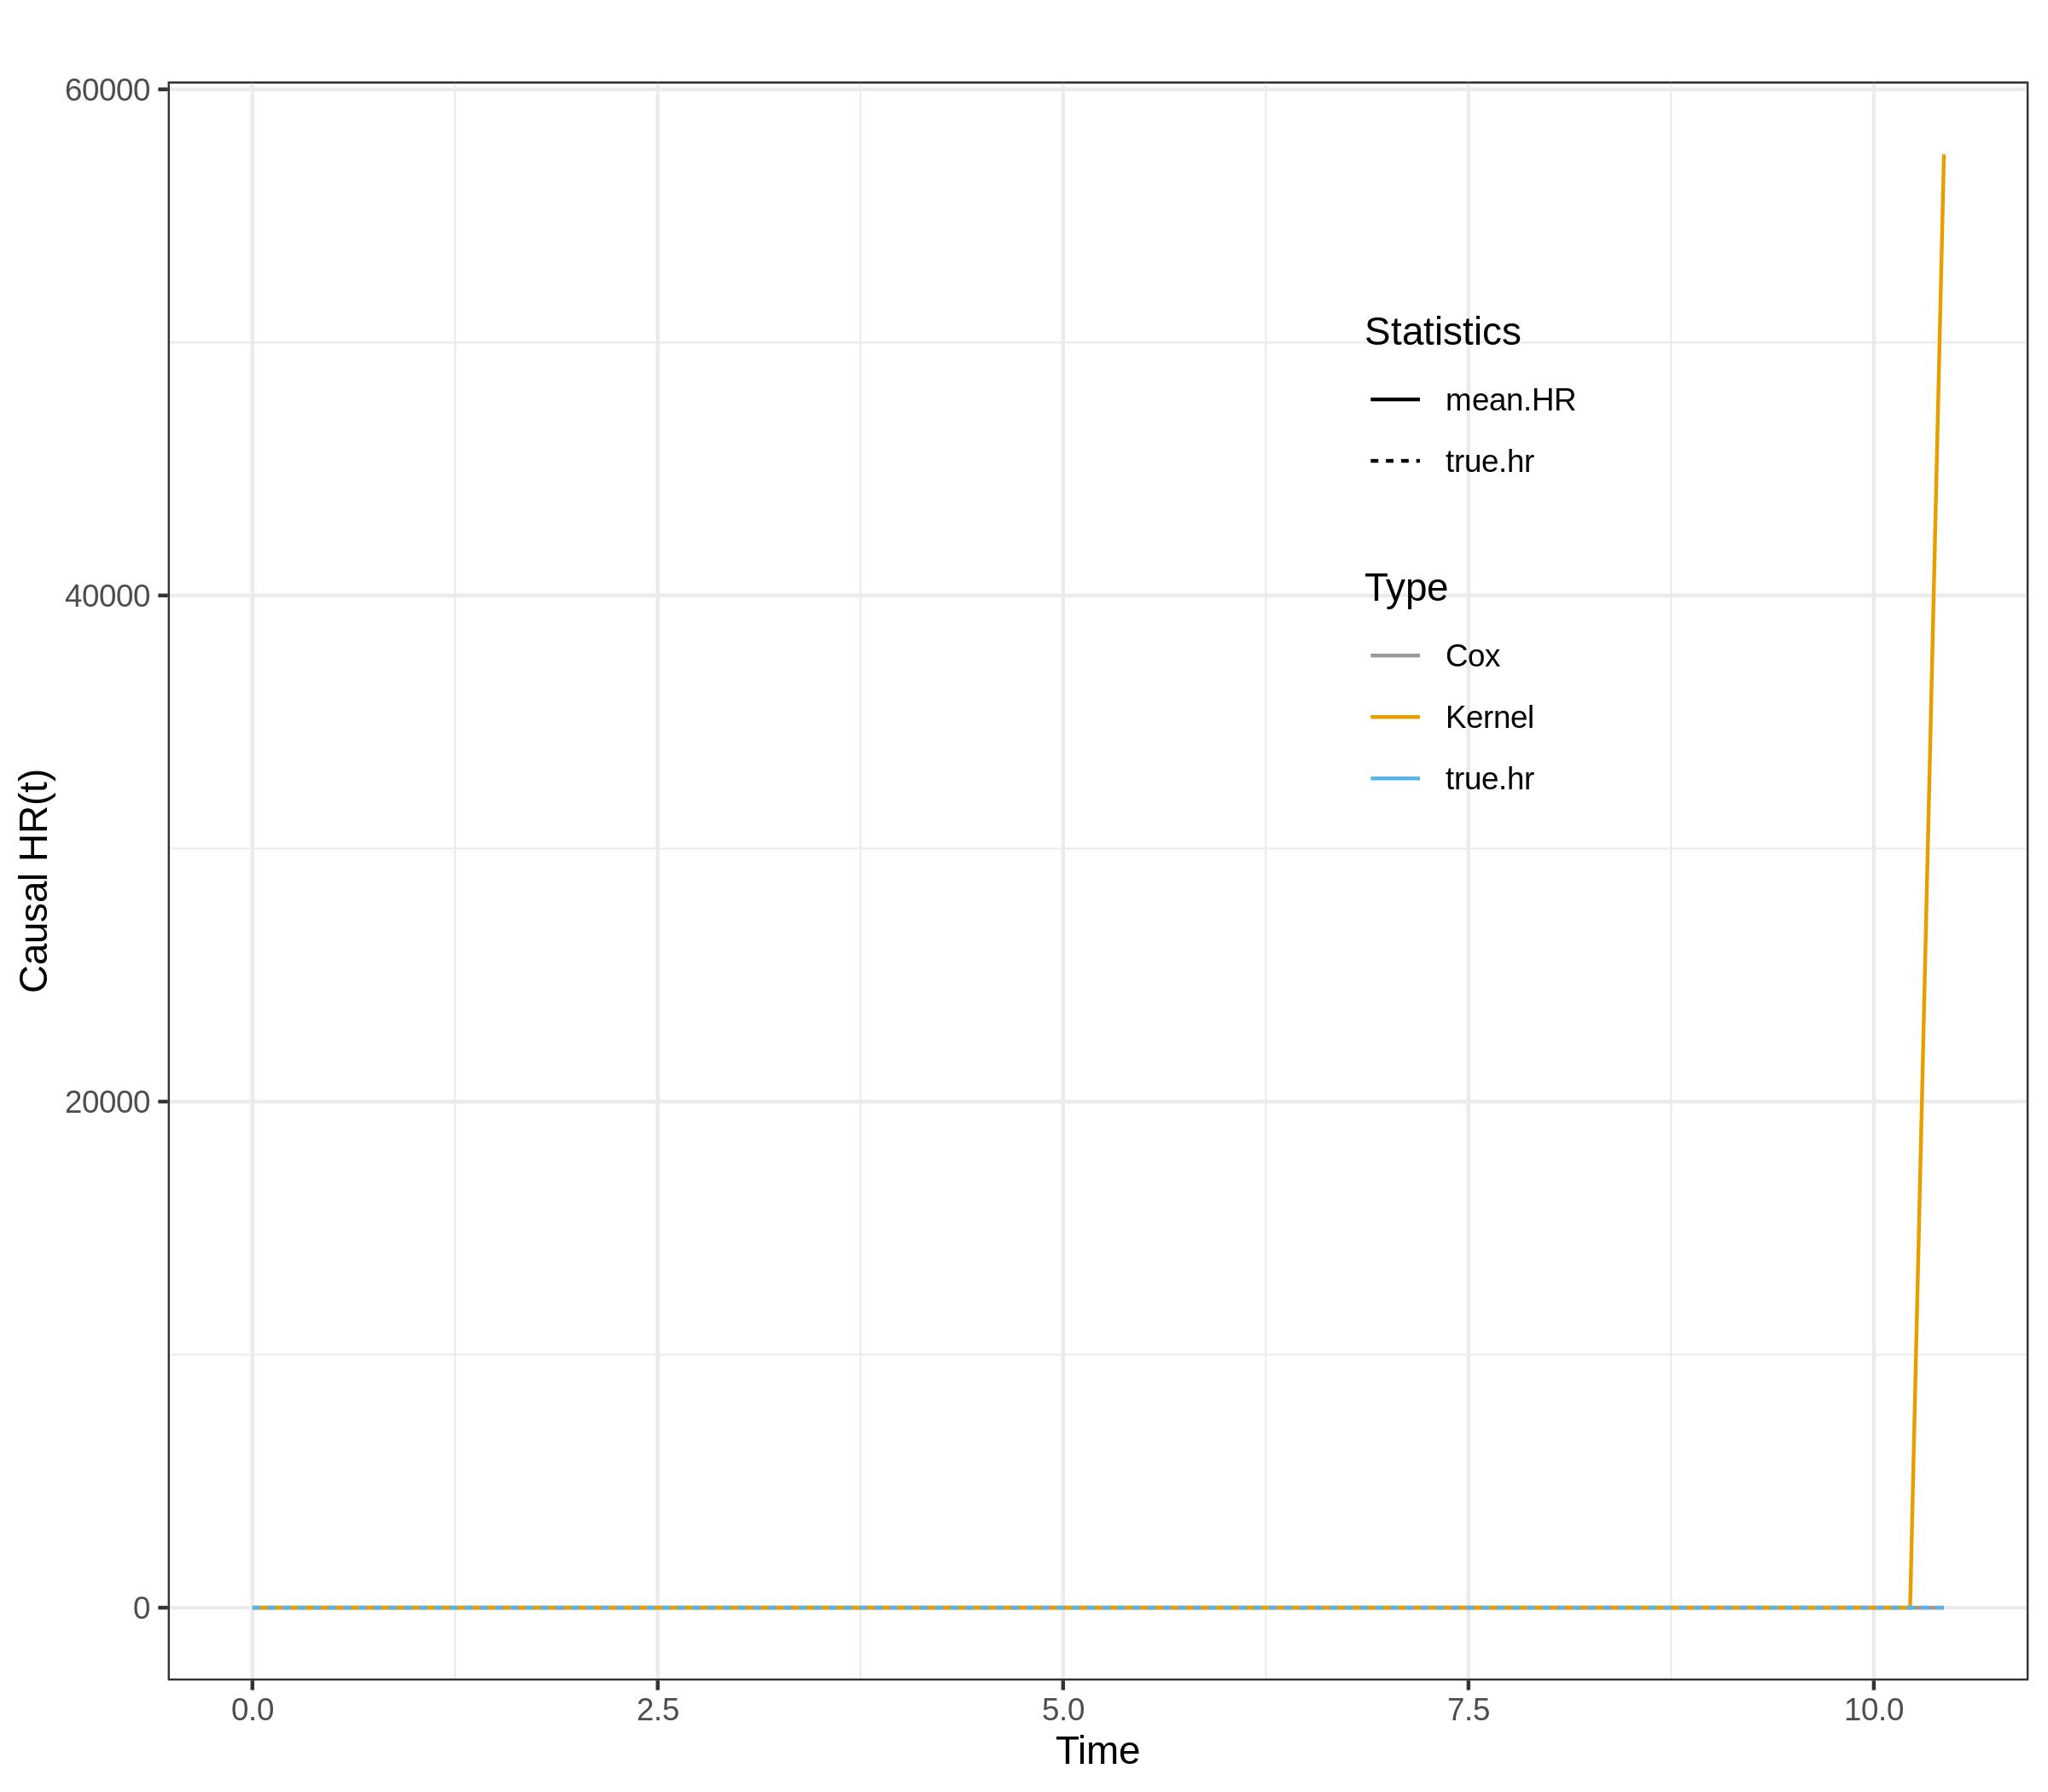 60000
40000
20000
0
Causal HR(t)
Statistics
mean.HR
true.hr
Type
Cox
Kernel
true.hr
0.0 2.5 5.0 7.5 10.0
Time